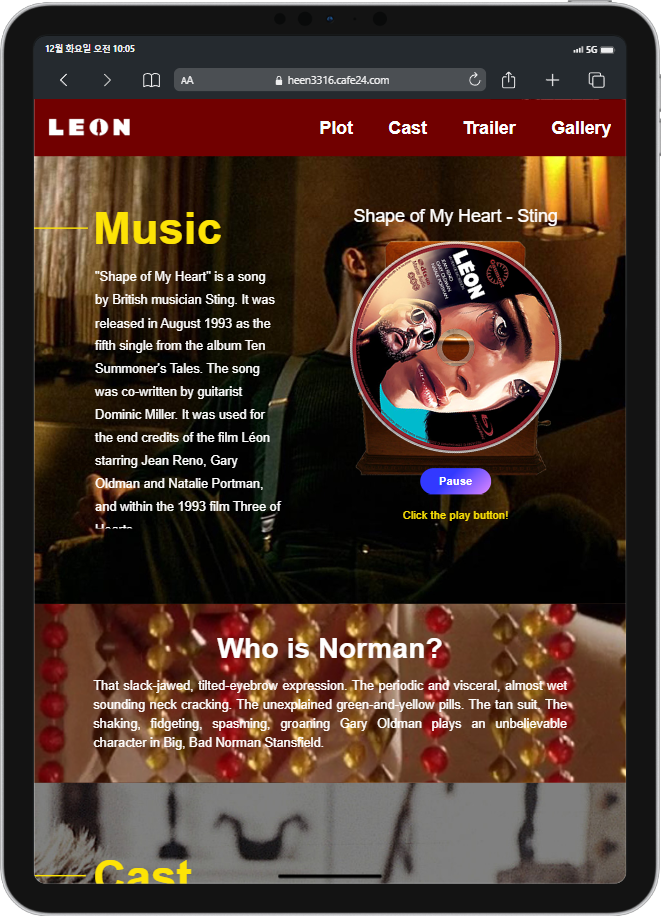 12월 화요일 오전 10:05
5G
AA
heen3316.cafe24.com
LEON
Plot
Cast
Trailer
Gallery
Music
"Shape of My Heart" is a song
by British musician Sting. It was
released in August 1993 as the
fifth single from the album Ten
Summoner's Tales. The song
was co-written by guitarist
Dominic Miller. It was used for
the end credits of the film Léon
starring Jean Reno, Gary
Oldman and Natalie Portman,
and within the 1993 film Three of
Hearts
Shape of My Heart - Sting
LEON
JEAN RENO
GARY OLDMAN
NATALIE PORTMAN
Pause
Click the play button!
Who is Norman?
That slack-jawed, tilted-eyebrow expression. The periodic and visceral, almost wet
sounding neck cracking. The unexplained green-and-yellow pills. The tan suit. The
shaking, fidgeting, spasming, groaning Gary Oldman plays an unbelievable
character in Big, Bad Norman Stansfield.
Cast